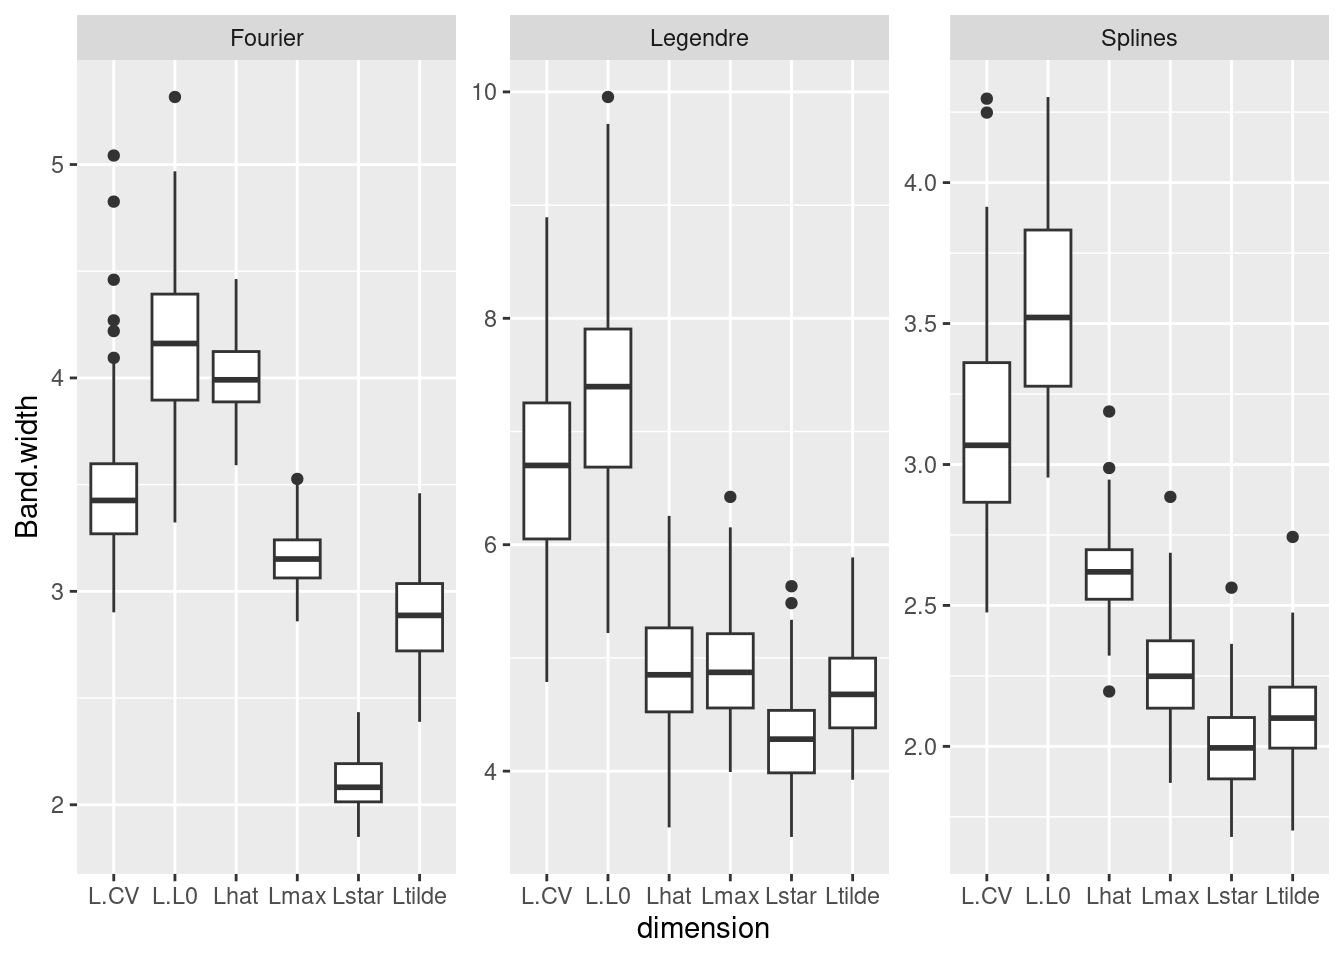 Fourier Legendre Splines
Band.width
5
4
3
2
10
8
6
4
4.0
3.5
3.0
2.5
2.0
L.CV L.L0 Lhat Lmax Lstar Ltilde
L.CV L.L0 Lhat Lmax Lstar Ltilde
L.CV L.L0 Lhat Lmax Lstar Ltilde
dimension